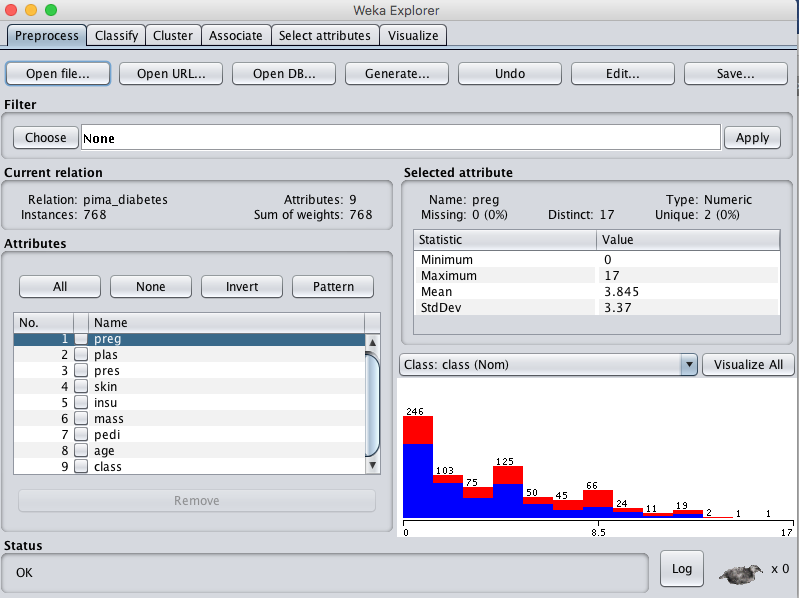 Weka Explorer
Preprocess Classify Cluster Associate Select attributes Visualize
Open file... Open URL... Open DB... Generate... Undo Edit... Save...
Filter
Choose None Apply
Current relation
Relation: pima_diabetes Attributes: 9
Instances: 768 Sum of weights: 768
Attributes
All None Invert Pattern
No. Name
1 preg
2 plas
3 pres
4 skin
5 insu
6 mass
7 pedi
8 age
9 class
Remove
Selected attribute
Name: preg Type: Numeric
Missing: 0 (0%) Distinct: 17 Unique: 2 (0%)
Statistic Value
Minimum 0
Maximum 17
Mean 3.845
StdDev 3.37
Class: class (Nom) Visualize All
246 103 75 125 50 45 66 24 11 19 2 1 1
0 8.5 17
Status
OK Log x 0